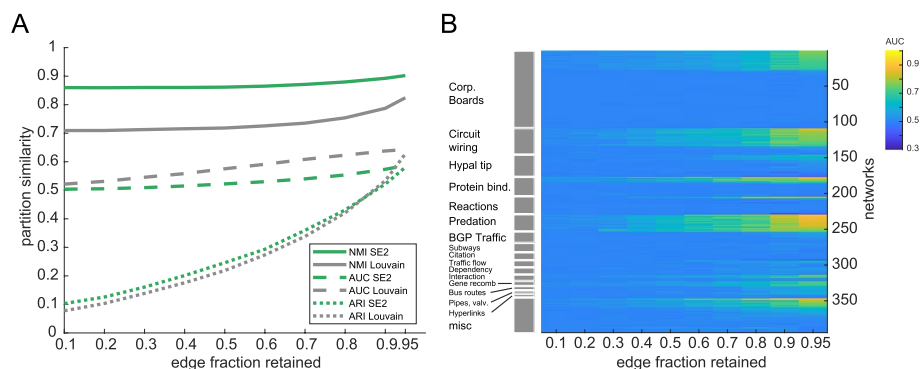 A
partition similarity
1
0.9
0.8
0.7
0.6
0.5
0.4
0.3
0.2
0.1
0
NMI SE2
NMI Louvain
AUC SE2
AUC Louvain
ARI SE2
ARI Louvain
0.1 0.2 0.3 0.4 0.5 0.6 0.7 0.8 0.9.95
edge fraction retained
B
Corp.
Boards
Circuit
wiring
Hypal tip
Protein bind.
Reactions
Predation
BGP Traffic
Subways
Citation
Traffic flow
Dependency
Interaction
Gene recomb
Bus routes
Pipes, valv.
Hyperlinks
misc
50
100
150
200
250
300
350
networks
0.1 0.2 0.3 0.4 0.5 0.6 0.7 0.8 0.9 0.95
edge fraction retained
AUC
0.9
0.7
0.5
0.3